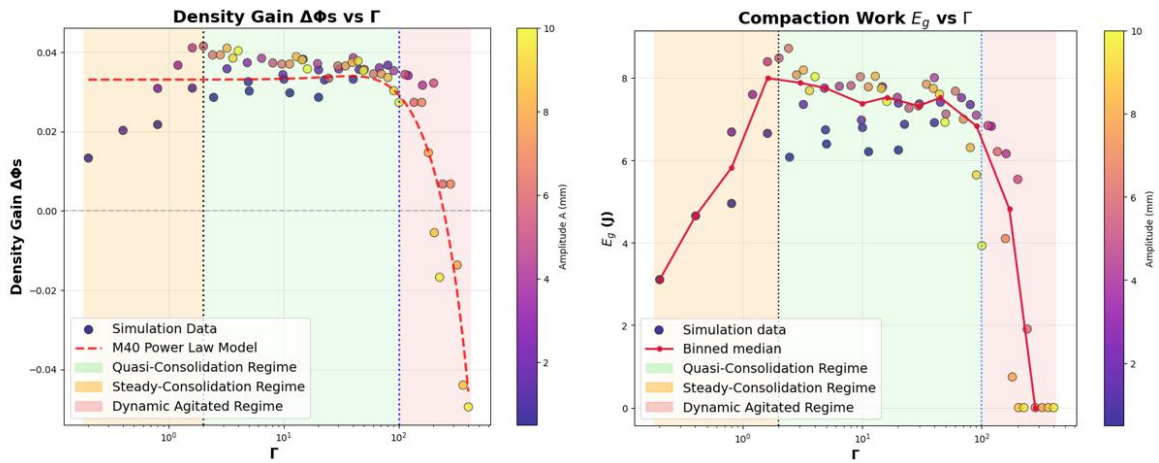 Density Gain ΔΦs vs Γ
Density Gain ΔΦs
0.04
0.02
0.00
−0.02
−0.04
Simulation Data
M40 Power Law Model
Quasi-Consolidation Regime
Steady-Consolidation Regime
Dynamic Agitated Regime
10⁰
10¹
10²
Γ
10
8
6
4
2
Amplitude A (mm)
Compaction Work E_g vs Γ
E_g (J)
8
6
4
2
0
Simulation data
Binned median
Quasi-Consolidation Regime
Steady-Consolidation Regime
Dynamic Agitated Regime
10⁰
10¹
10²
Γ
10
8
6
4
2
Amplitude (mm)